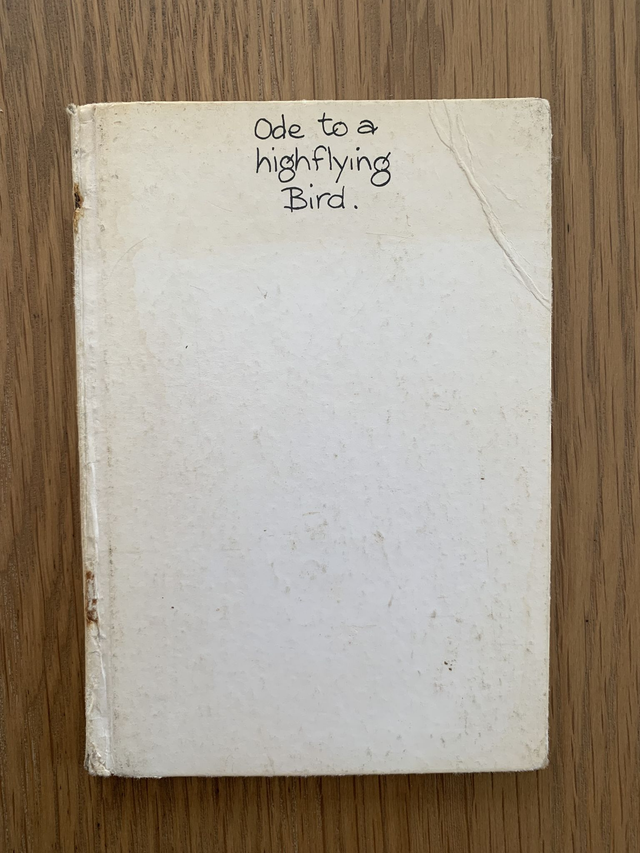 Ode to a
highflying
Bird.